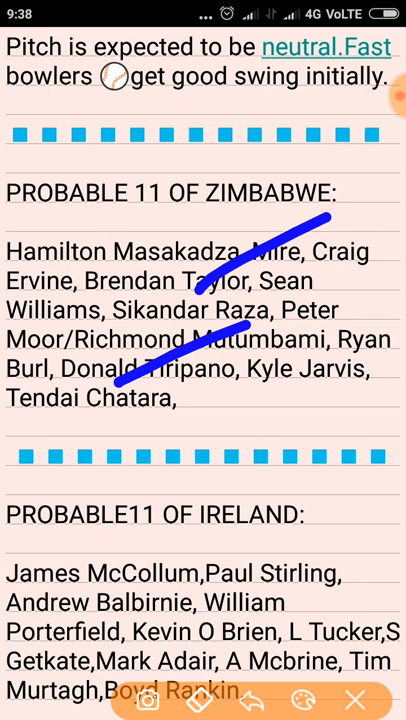 9:38
4G VoLTE
Pitch is expected to be neutral.Fast
bowlers ⚾get good swing initially.
PROBABLE 11 OF ZIMBABWE:
Hamilton Masakadza, Mire, Craig
Ervine, Brendan Taylor, Sean
Williams, Sikandar Raza, Peter
Moor/Richmond Mutumbami, Ryan
Burl, Donald Tiripano, Kyle Jarvis,
Tendai Chatara,
PROBABLE11 OF IRELAND:
James McCollum,Paul Stirling,
Andrew Balbirnie, William
Porterfield, Kevin O Brien, L Tucker,S
Getkate,Mark Adair, A Mcbrine, Tim
Murtagh,Boyd Rankin